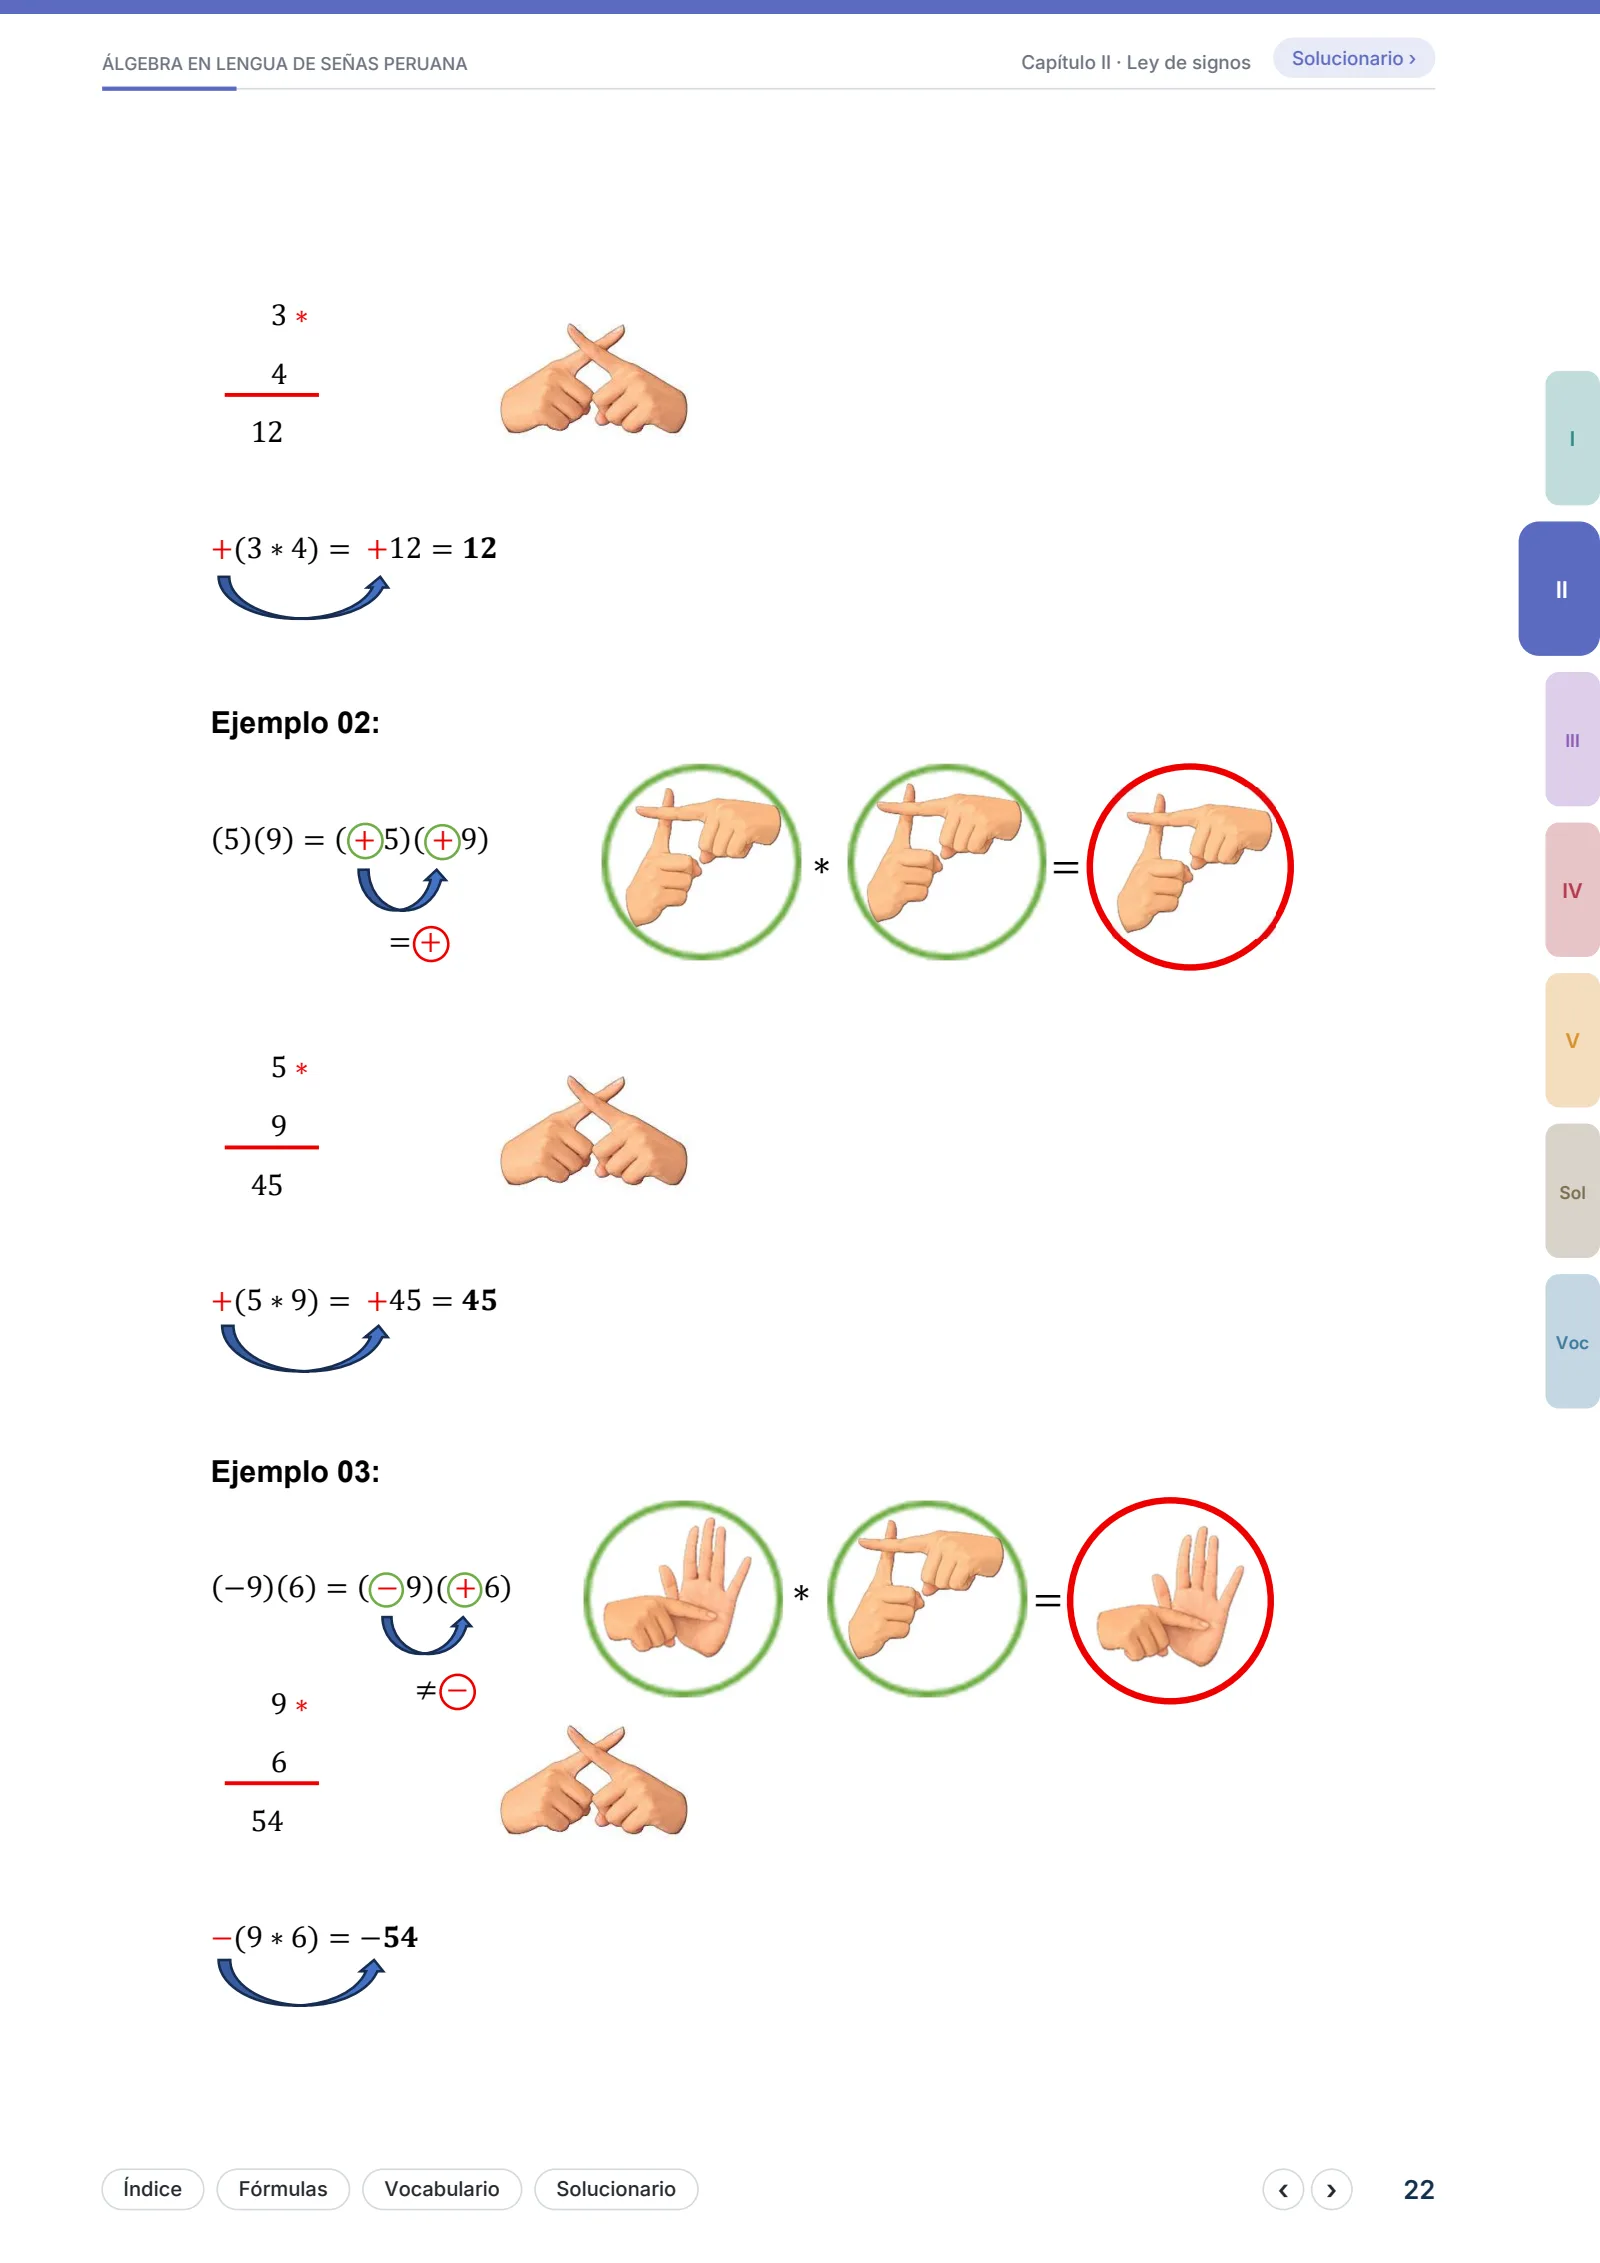 ÁLGEBRA EN LENGUA DE SEÑAS PERUANA
Capítulo II · Ley de signos
Solucionario ›
3 *
4
12
+(3 * 4) = +12 = 12
Ejemplo 02:
(5)(9) = (+5)(+9)
* =
=+
5 *
9
45
+(5 * 9) = +45 = 45
Ejemplo 03:
(−9)(6) = (−9)(+6)
* =
≠−
9 *
6
54
−(9 * 6) = −54
I
II
III
IV
V
Sol
Voc
Índice
Fórmulas
Vocabulario
Solucionario
‹ ›
22